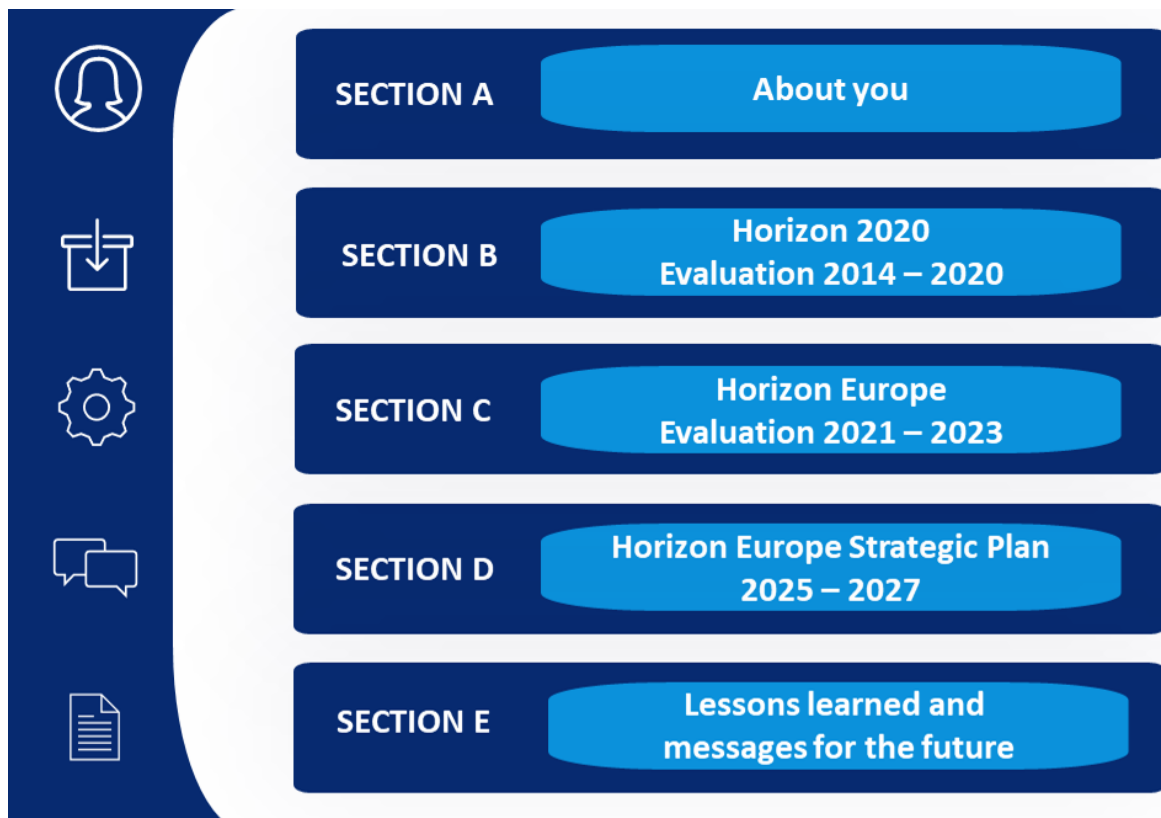 SECTION A
About you
SECTION B
Horizon 2020
Evaluation 2014 – 2020
SECTION C
Horizon Europe
Evaluation 2021 – 2023
SECTION D
Horizon Europe Strategic Plan
2025 – 2027
SECTION E
Lessons learned and
messages for the future